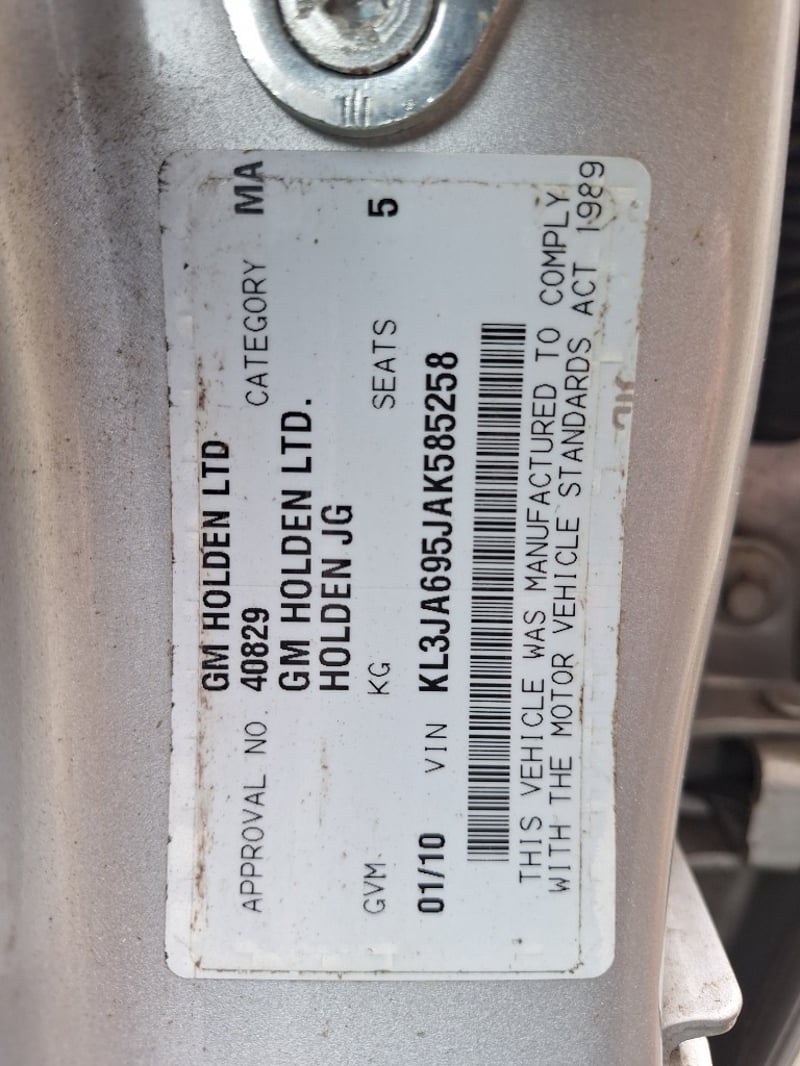 GM HOLDEN LTD
APPROVAL NO. 40829 CATEGORY MA
GM HOLDEN LTD.
HOLDEN JG
GVM KG SEATS 5
01/10 VIN KL3JA695JAK585258
THIS VEHICLE WAS MANUFACTURED TO COMPLY
WITH THE MOTOR VEHICLE STANDARDS ACT 1989